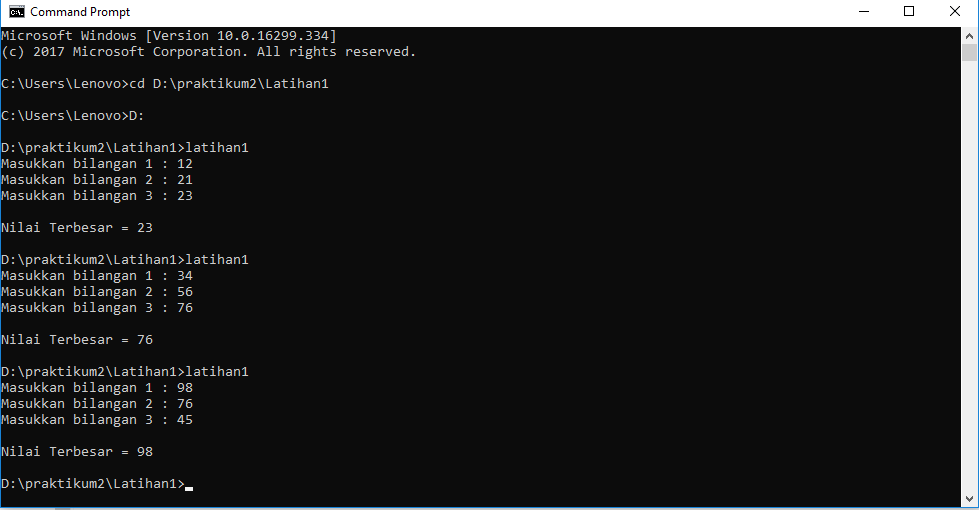 Command Prompt
Microsoft Windows [Version 10.0.16299.334]
(c) 2017 Microsoft Corporation. All rights reserved.
C:\Users\Lenovo>cd D:\praktikum2\Latihan1
C:\Users\Lenovo>D:
D:\praktikum2\Latihan1>latihan1
Masukkan bilangan 1 : 12
Masukkan bilangan 2 : 21
Masukkan bilangan 3 : 23
Nilai Terbesar = 23
D:\praktikum2\Latihan1>latihan1
Masukkan bilangan 1 : 34
Masukkan bilangan 2 : 56
Masukkan bilangan 3 : 76
Nilai Terbesar = 76
D:\praktikum2\Latihan1>latihan1
Masukkan bilangan 1 : 98
Masukkan bilangan 2 : 76
Masukkan bilangan 3 : 45
Nilai Terbesar = 98
D:\praktikum2\Latihan1>